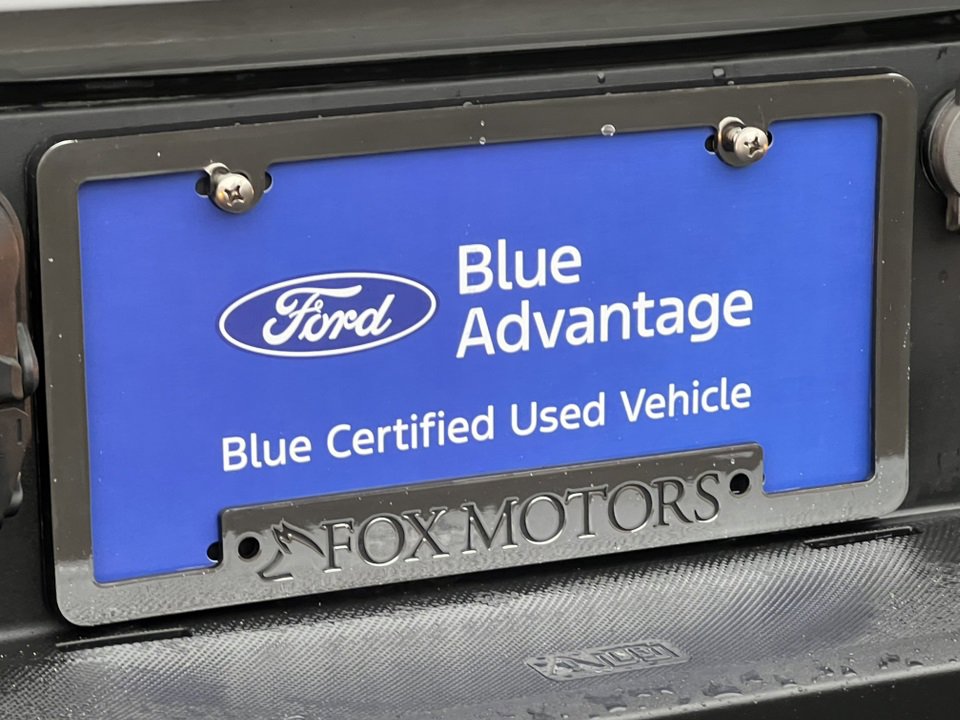 Ford
Blue
Advantage
Blue Certified Used Vehicle
FOX MOTORS